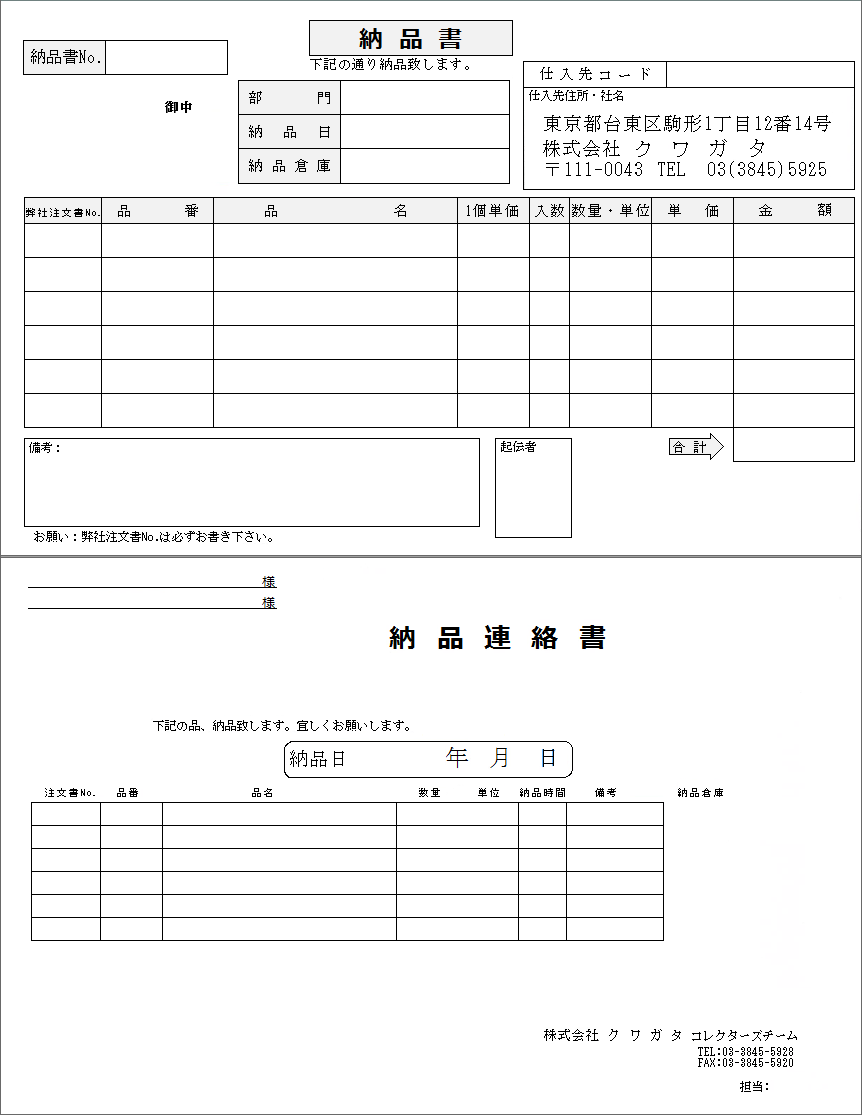 納品書
納品書No.
下記の通り納品致します。
仕入先コード
仕入先住所・社名
御中
部門
納品日
納品倉庫
東京都台東区駒形1丁目12番14号
株式会社 クワガタ
〒111-0043 TEL 03(3845)5925
弊社注文書No. 品番 品名 1個単価 入数 数量・単位 単価 金額
備考：
起伝者
合計
お願い：弊社注文書No.は必ずお書き下さい。
様
様
納品連絡書
下記の品、納品致します。宜しくお願いします。
納品日 年 月 日
注文書No. 品番 品名 数量 単位 納品時間 備考 納品倉庫
株式会社 クワガタ コレクターズチーム
TEL:03-3845-5928
FAX:03-3845-5920
担当: